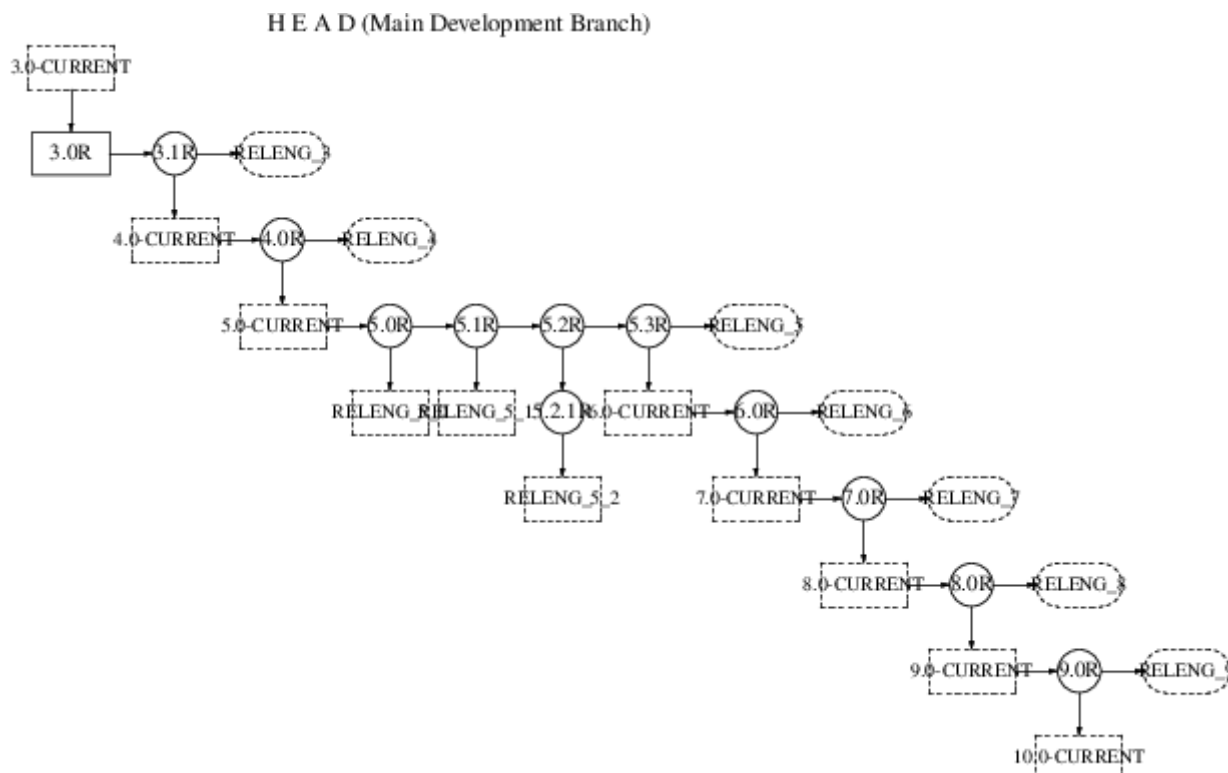 H E A D (Main Development Branch)
3.0-CURRENT
3.0R
3.1R
RELENG_3
4.0-CURRENT
4.0R
RELENG_4
5.0-CURRENT
5.0R
5.1R
5.2R
5.3R
RELENG_5
RELENG_5_1
5.2.1R
6.0-CURRENT
6.0R
RELENG_6
RELENG_5_2
7.0-CURRENT
7.0R
RELENG_7
8.0-CURRENT
8.0R
RELENG_8
9.0-CURRENT
9.0R
10.0-CURRENT